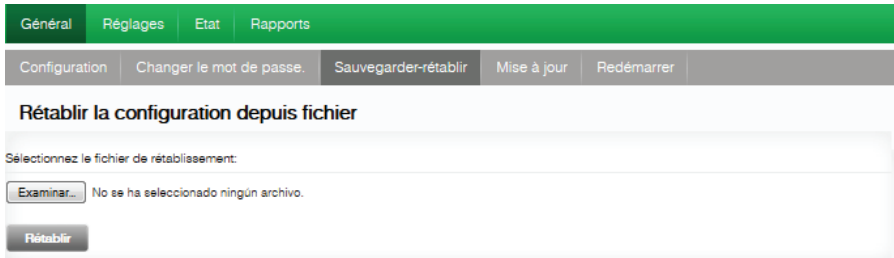 Général Réglages Etat Rapports
Configuration Changer le mot de passe. Sauvegarder-rétablir Mise à jour Redémarrer
Rétablir la configuration depuis fichier
Sélectionnez le fichier de rétablissement:
Examinar... No se ha seleccionado ningún archivo.
Rétablir